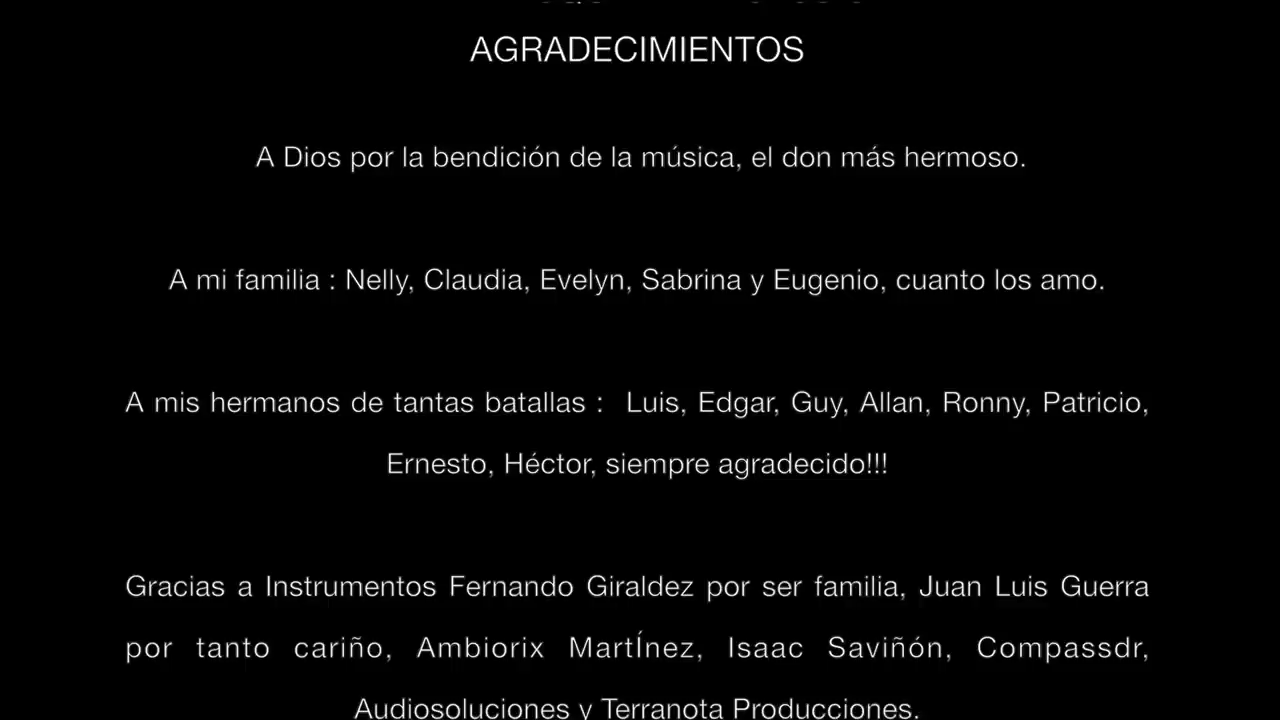 AGRADECIMIENTOS
A Dios por la bendición de la música, el don más hermoso.
A mi familia : Nelly, Claudia, Evelyn, Sabrina y Eugenio, cuanto los amo.
A mis hermanos de tantas batallas : Luis, Edgar, Guy, Allan, Ronny, Patricio,
Ernesto, Héctor, siempre agradecido!!!
Gracias a Instrumentos Fernando Giraldez por ser familia, Juan Luis Guerra
por tanto cariño, Ambiorix MartÍnez, Isaac Saviñón, Compassdr,
Audiosoluciones y Terranota Producciones.